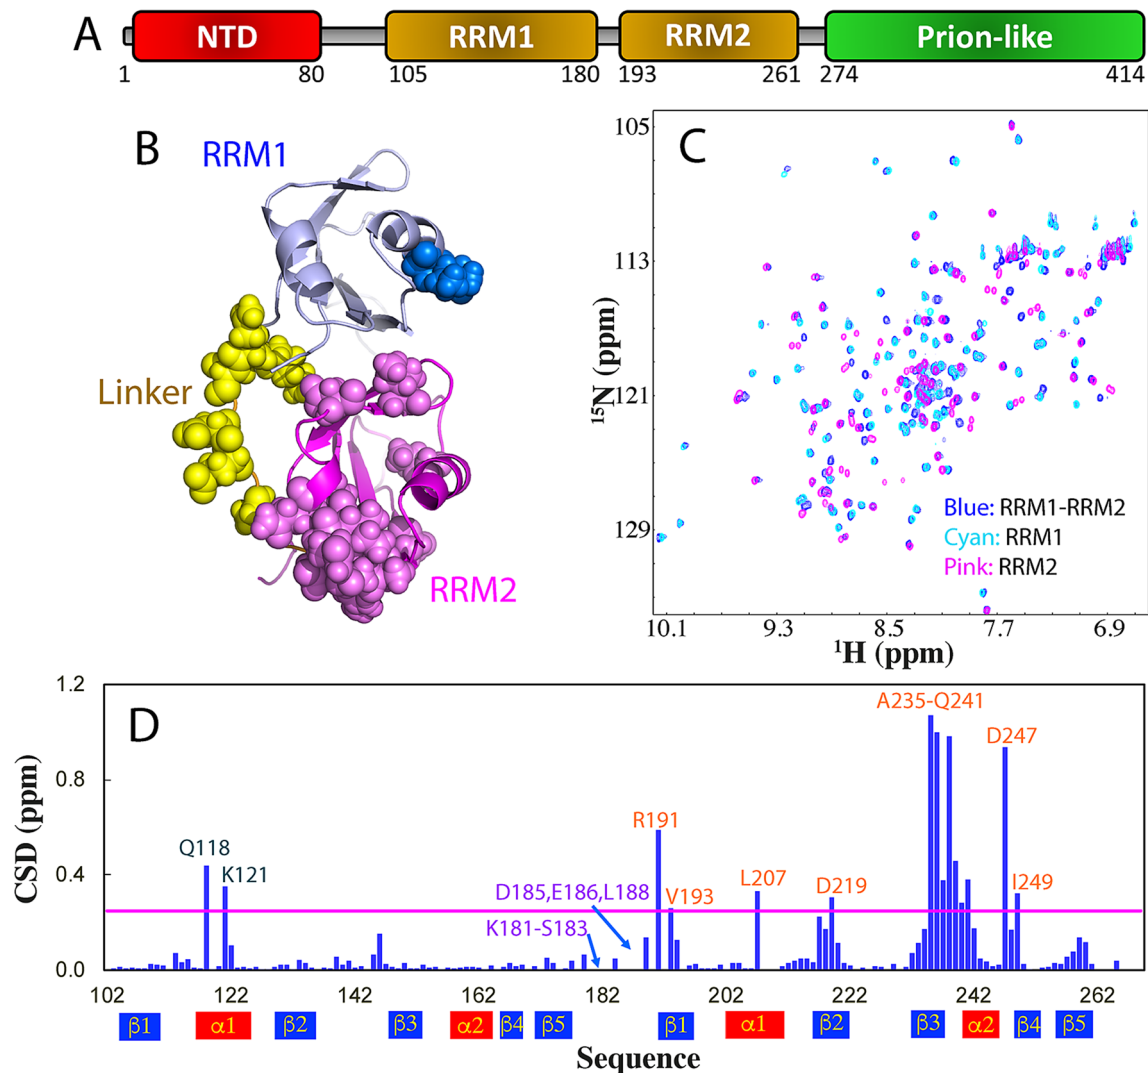 A
NTD
RRM1
RRM2
Prion-like
1
80
105
180
193
261
274
414
B
RRM1
Linker
RRM2
C
105
113
121
129
¹⁵N (ppm)
Blue: RRM1-RRM2
Cyan: RRM1
Pink: RRM2
10.1
9.3
8.5
7.7
6.9
¹H (ppm)
D
1.2
0.8
0.4
0.0
CSD (ppm)
A235-Q241
D247
R191
Q118
K121
D185,E186,L188
V193
L207
D219
I249
K181-S183
102
122
142
162
182
202
222
242
262
β1
α1
β2
β3
α2
β4
β5
β1
α1
β2
β3
α2
β4
β5
Sequence